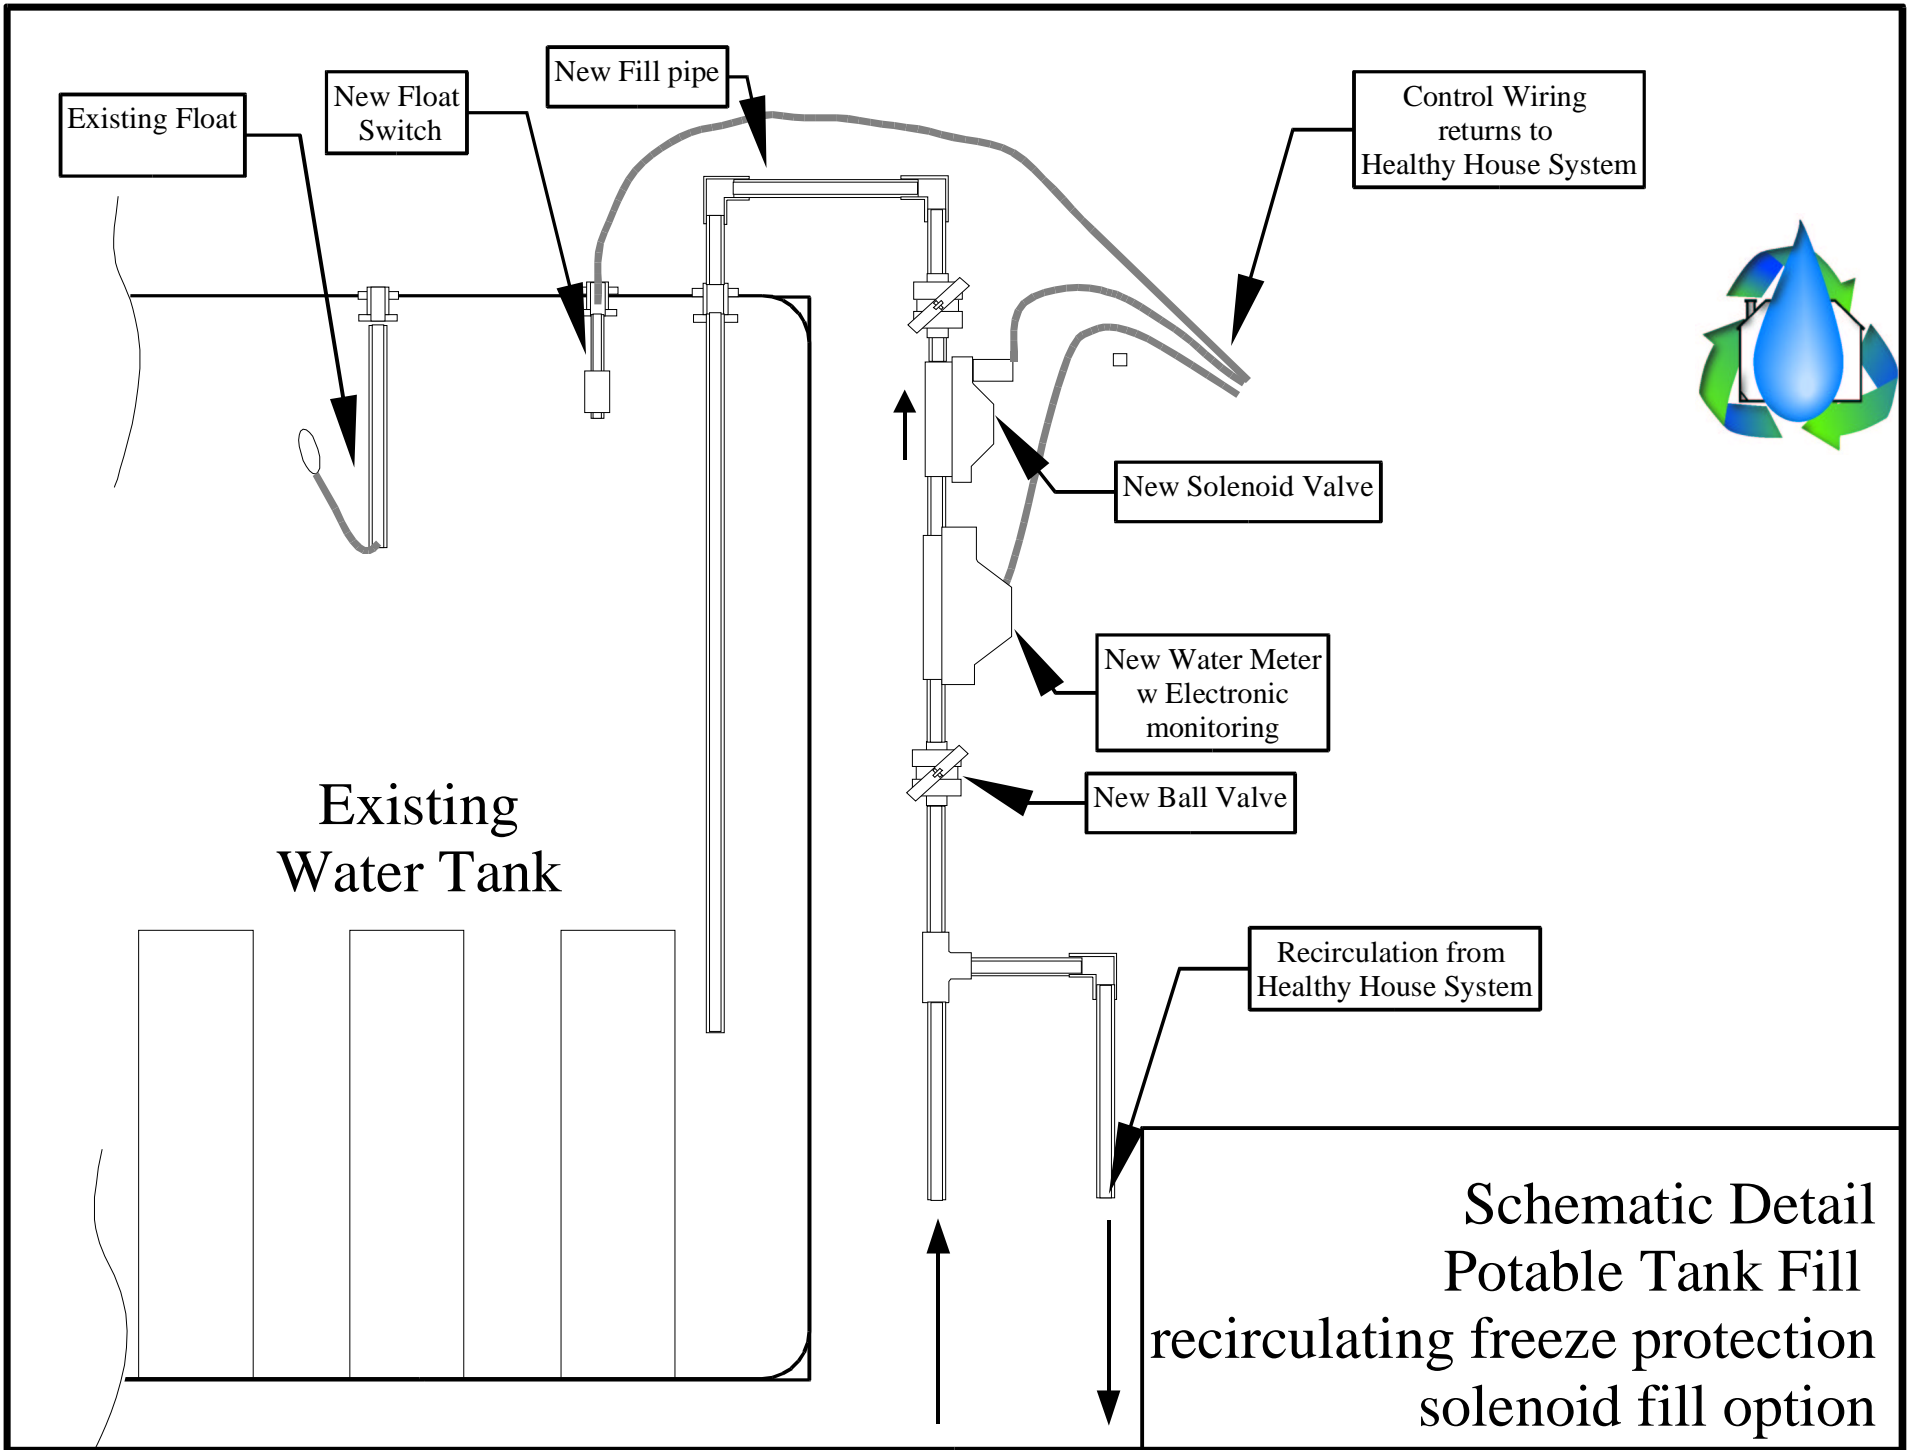 New Fill pipe
New Float
Switch
Existing Float
Control Wiring
returns to
Healthy House System
New Solenoid Valve
New Water Meter
w Electronic
monitoring
New Ball Valve
Existing
Water Tank
Recirculation from
Healthy House System
Schematic Detail
Potable Tank Fill
recirculating freeze protection
solenoid fill option